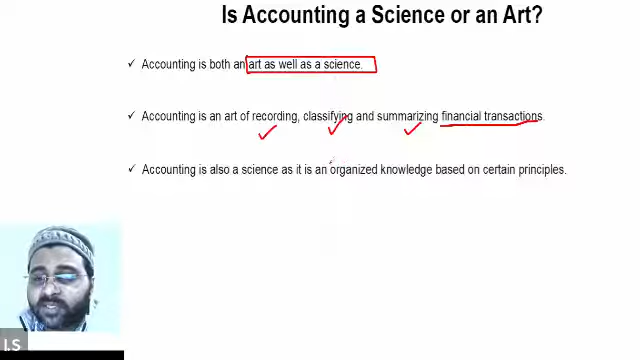 Is Accounting a Science or an Art?
✓ Accounting is both an art as well as a science.
✓ Accounting is an art of recording, classifying and summarizing financial transactions.
✓ Accounting is also a science as it is an organized knowledge based on certain principles.
I.S